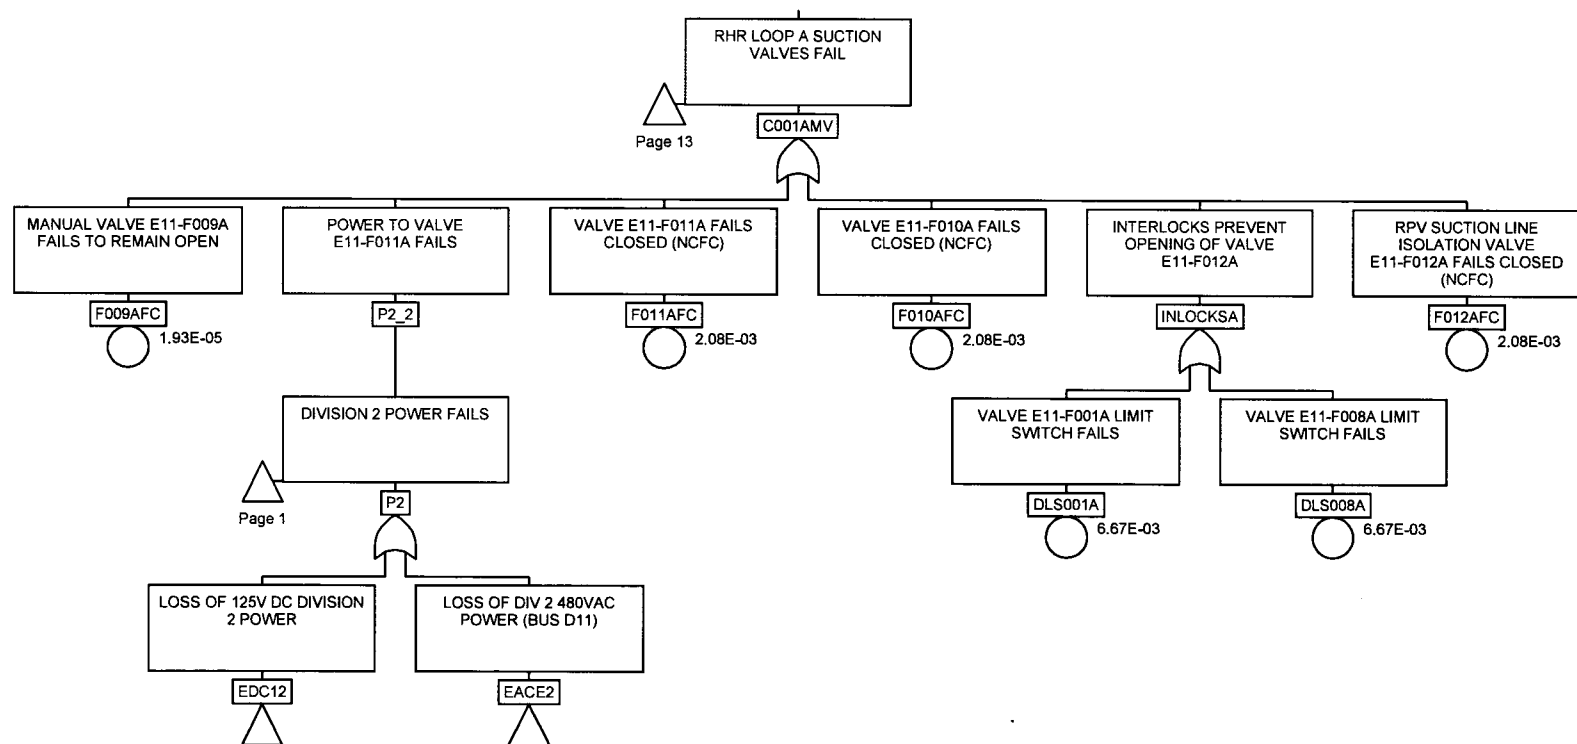 RHR LOOP A SUCTION
VALVES FAIL
Page 13
C001AMV
MANUAL VALVE E11-F009A
FAILS TO REMAIN OPEN
F009AFC
1.93E-05
POWER TO VALVE
E11-F011A FAILS
P2_2
VALVE E11-F011A FAILS
CLOSED (NCFC)
F011AFC
2.08E-03
VALVE E11-F010A FAILS
CLOSED (NCFC)
F010AFC
2.08E-03
INTERLOCKS PREVENT
OPENING OF VALVE
E11-F012A
INLOCKSA
RPV SUCTION LINE
ISOLATION VALVE
E11-F012A FAILS CLOSED
(NCFC)
F012AFC
2.08E-03
DIVISION 2 POWER FAILS
Page 1
P2
VALVE E11-F001A LIMIT
SWITCH FAILS
DLS001A
6.67E-03
VALVE E11-F008A LIMIT
SWITCH FAILS
DLS008A
6.67E-03
LOSS OF 125V DC DIVISION
2 POWER
EDC12
LOSS OF DIV 2 480VAC
POWER (BUS D11)
EACE2